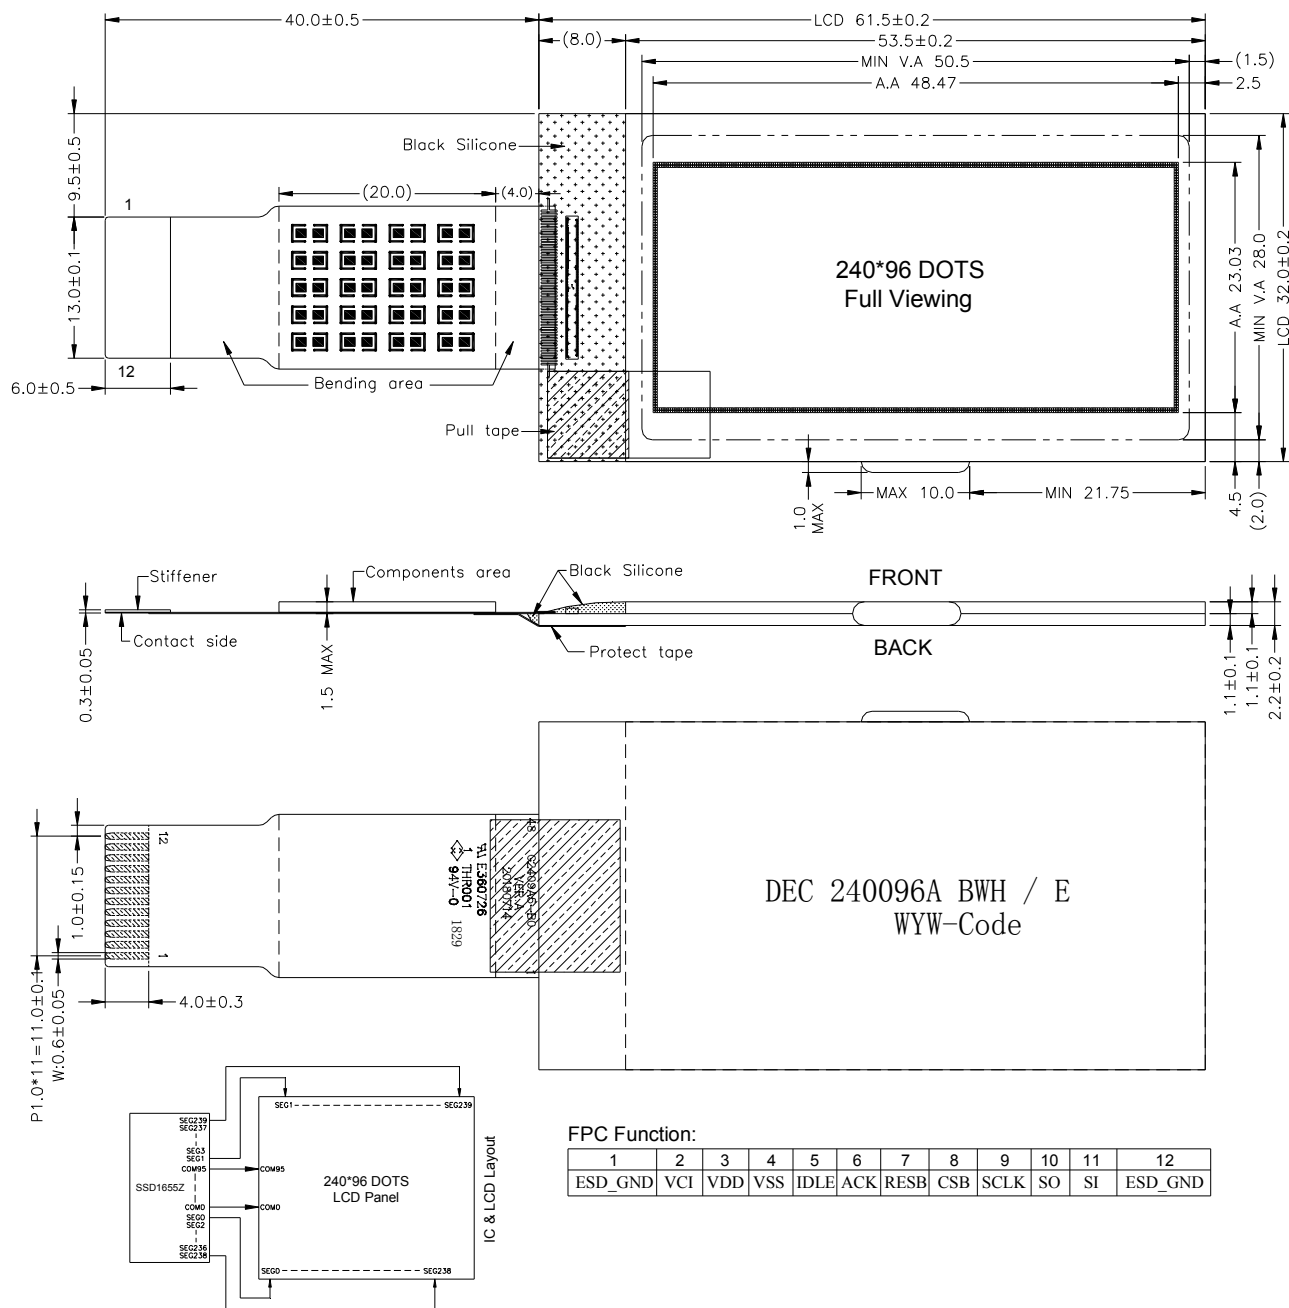 40.0±0.5
LCD 61.5±0.2
(8.0)
53.5±0.2
MIN V.A 50.5
(1.5)
A.A 48.47
2.5
9.5±0.5
Black Silicone
(20.0)
(4.0)
1
13.0±0.1
240*96 DOTS
Full Viewing
A.A 23.03
MIN V.A 28.0
LCD 32.0±0.2
12
6.0±0.5
Bending area
Pull tape
1.0
MAX
MAX 10.0
MIN 21.75
4.5
(2.0)
Stiffener
Components area
Black Silicone
FRONT
Contact side
Protect tape
BACK
0.3±0.05
1.5 MAX
1.1±0.1
1.1±0.1
2.2±0.2
12
1
1.0±0.15
P1.0*11=11.0±0.1
W:0.6±0.05
4.0±0.3
48
VER.A
20180714
E360726
1 THR001
94V-0
1829
1
DEC 240096A BWH / E
WYW-Code
SEG239
SEG237
SEG3
SEG1
COM95
SSD1655Z
COM0
SEG0
SEG2
SEG236
SEG238
SEG1
SEG239
COM95
240*96 DOTS
LCD Panel
COM0
SEG0
SEG238
IC & LCD Layout
FPC Function:
1 2 3 4 5 6 7 8 9 10 11 12
ESD_GND VCI VDD VSS IDLE ACK RESB CSB SCLK SO SI ESD_GND